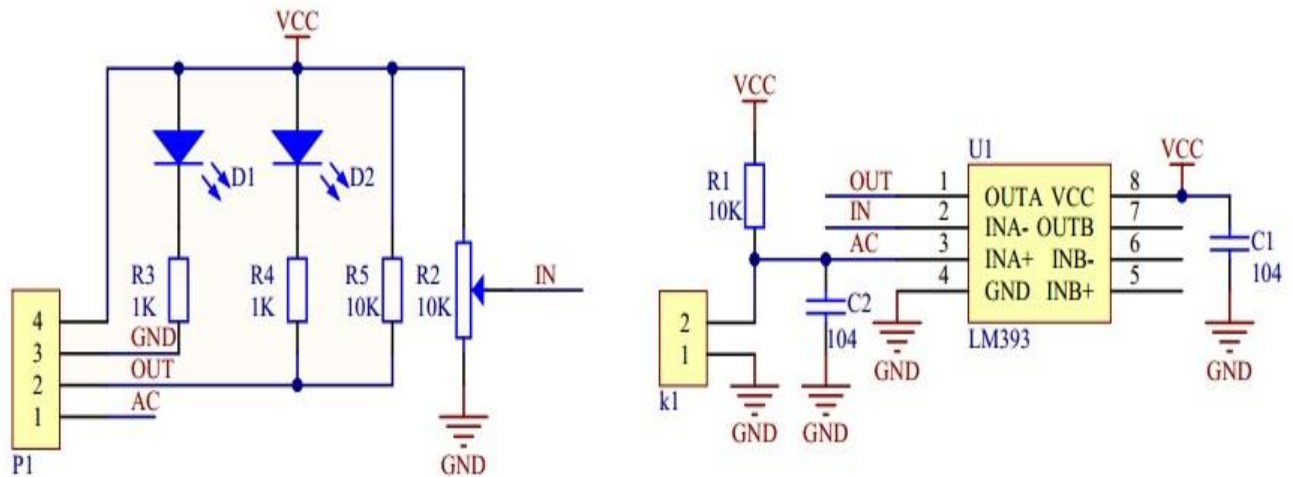 VCC
D1
D2
R3
1K
R4
1K
R5
10K
R2
10K
IN
4
3
2
1
GND
OUT
AC
P1
GND
VCC
R1
10K
OUT
IN
AC
1
2
3
4
U1
OUTA VCC
INA- OUTB
INA+ INB-
GND INB+
LM393
8
7
6
5
VCC
C1
104
GND
C2
104
2
1
k1
GND
GND
GND